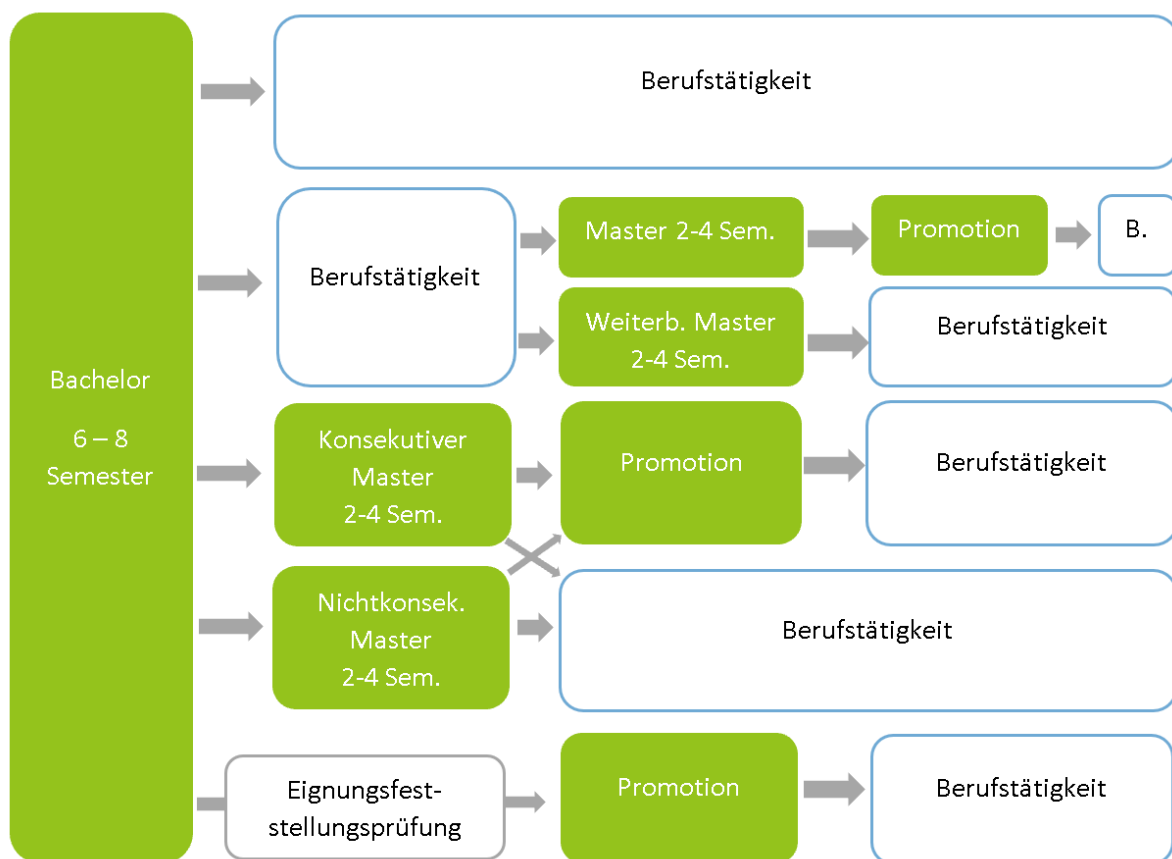 Bachelor
6 – 8
Semester
Berufstätigkeit
Berufstätigkeit
Master 2-4 Sem.
Promotion
B.
Weiterb. Master
2-4 Sem.
Berufstätigkeit
Konsekutiver
Master
2-4 Sem.
Promotion
Berufstätigkeit
Nichtkonsek.
Master
2-4 Sem.
Berufstätigkeit
Eignungsfest-
stellungsprüfung
Promotion
Berufstätigkeit